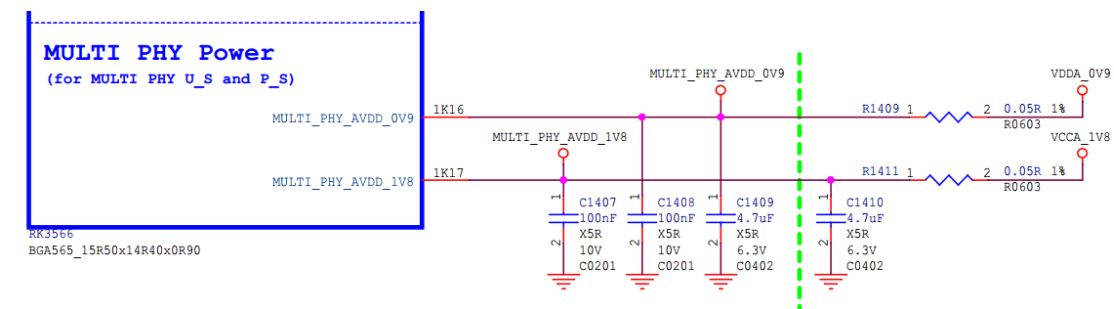 MULTI PHY Power
(for MULTI PHY U_S and P_S)
MULTI_PHY_AVDD_0V9
VDDA_0V9
MULTI_PHY_AVDD_0V9 1K16
R1409 1 2 0.05R 1%
R0603
MULTI_PHY_AVDD_1V8
VCCA_1V8
MULTI_PHY_AVDD_1V8 1K17
R1411 1 2 0.05R 1%
R0603
1 C1407 1 C1408 1 C1409 1 C1410
100nF 100nF 4.7uF 4.7uF
X5R X5R X5R X5R
2 10V 2 10V 2 6.3V 2 6.3V
C0201 C0201 C0402 C0402
RK3566
BGA565_15R50x14R40x0R90